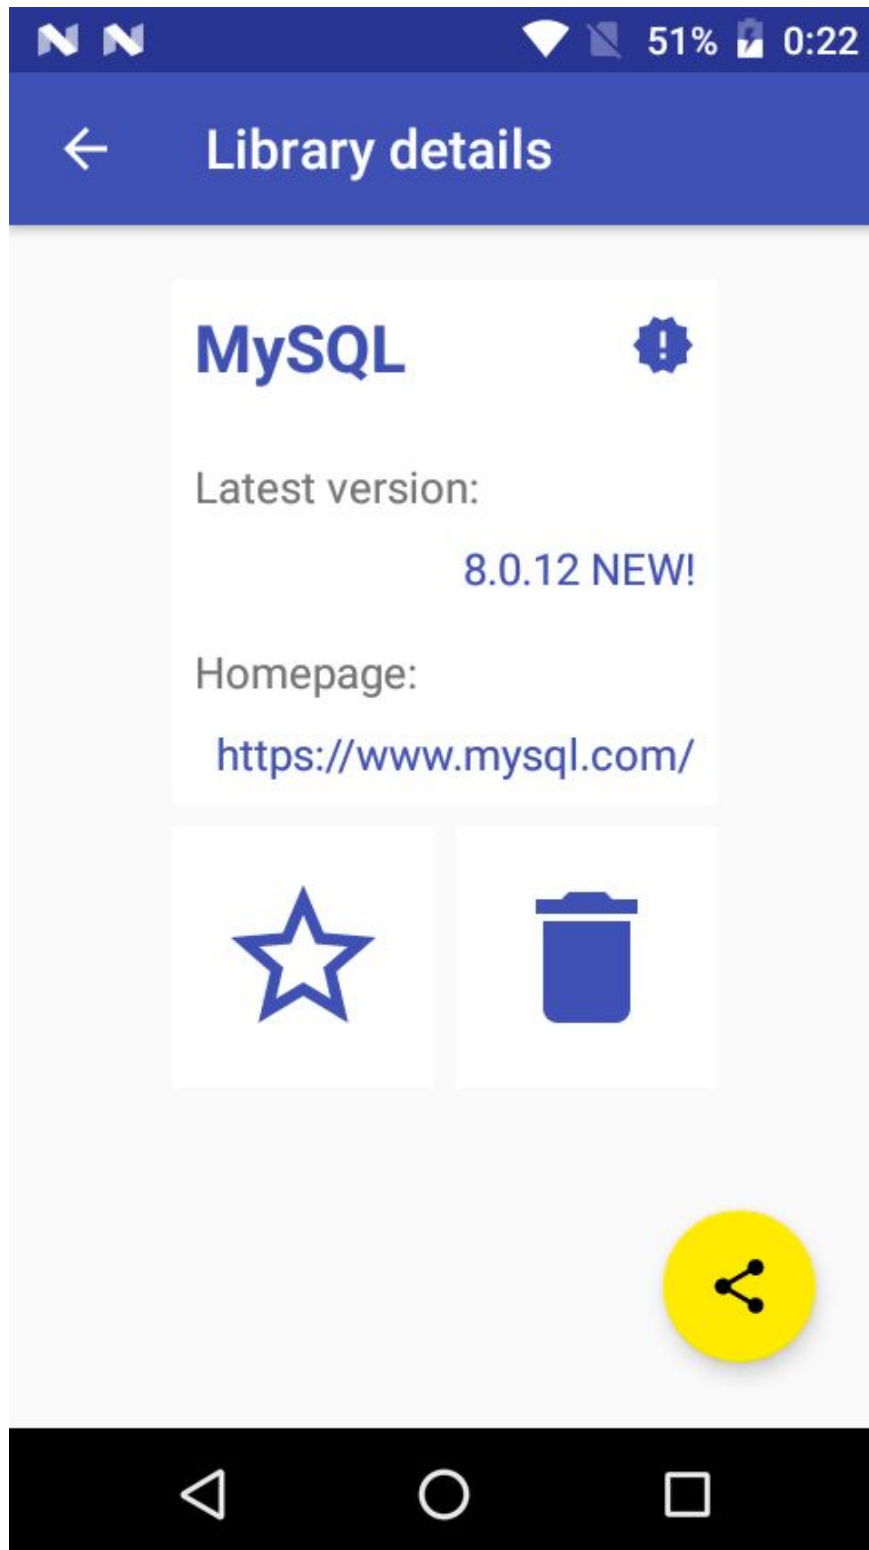 51% 0:22
Library details
MySQL
Latest version:
8.0.12 NEW!
Homepage:
https://www.mysql.com/